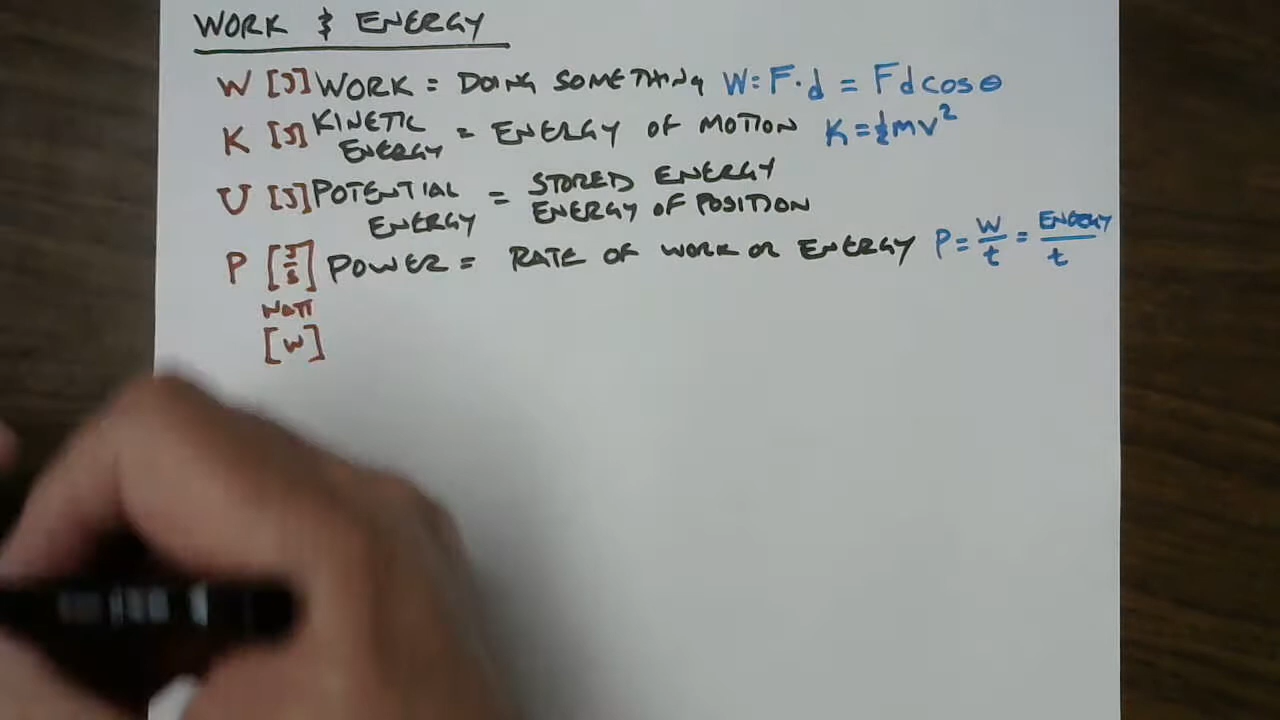 WORK & ENERGY
W [J] WORK = DOING SOMETHING W = F · d = Fd cos θ
K [J] KINETIC ENERGY = ENERGY OF MOTION K = ½mv²
U [J] POTENTIAL ENERGY = STORED ENERGY ENERGY OF POSITION
P [J/s] POWER = RATE OF WORK OR ENERGY P = W/t = ENERGY/t
WATT
[W]